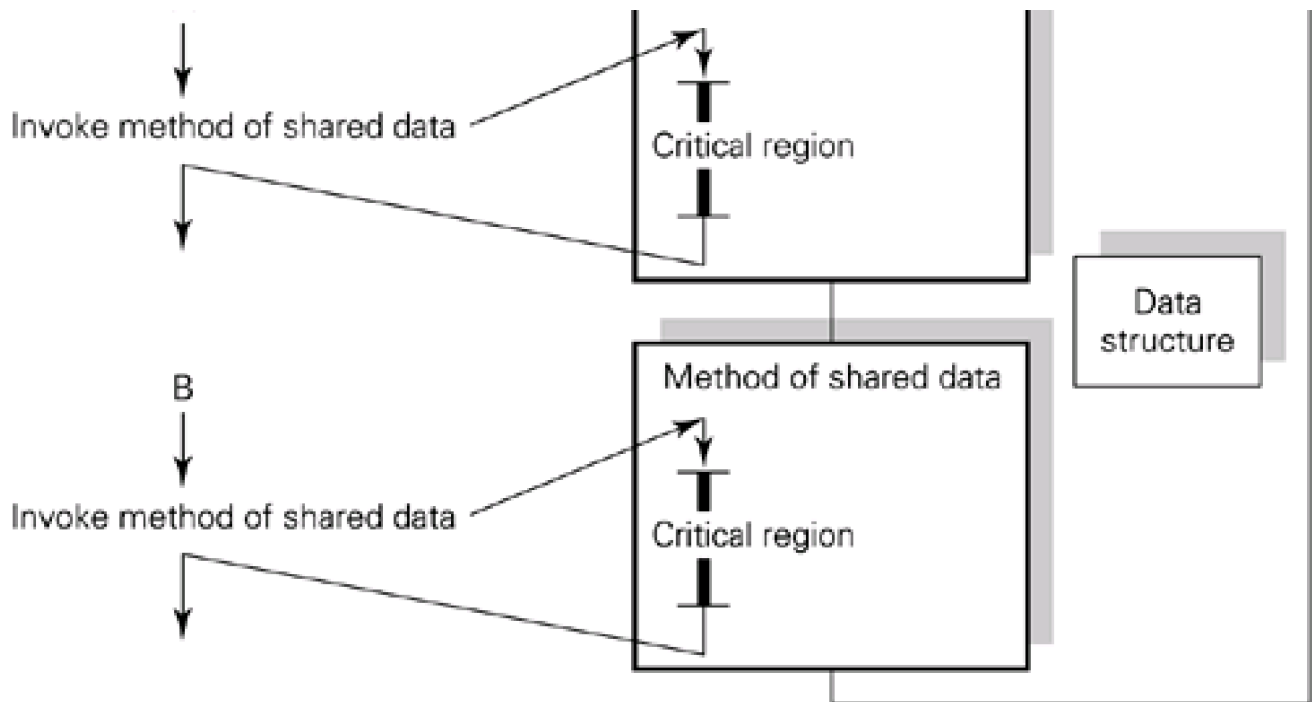 Invoke method of shared data
Critical region
Data
structure
Method of shared data
B
Invoke method of shared data
Critical region